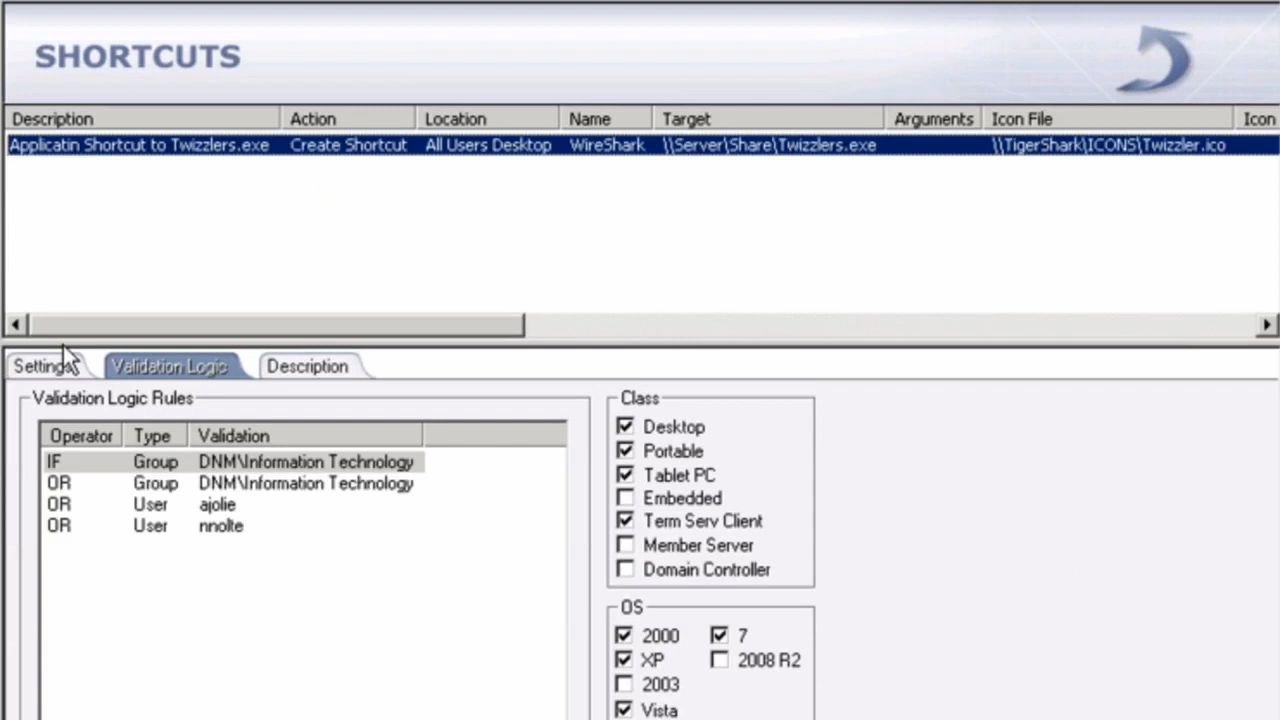 SHORTCUTS
Description Action Location Name Target Arguments Icon File Icon
Applicatin Shortcut to Twizzlers.exe Create Shortcut All Users Desktop WireShark \\Server\Share\Twizzlers.exe \\TigerShark\ICONS\Twizzler.ico
Settings Validation Logic Description
Validation Logic Rules
Operator Type Validation
IF Group DNM\Information Technology
OR Group DNM\Information Technology
OR User ajolie
OR User nnolte
Class
Desktop
Portable
Tablet PC
Embedded
Term Serv Client
Member Server
Domain Controller
OS
2000 7
XP 2008 R2
2003
Vista